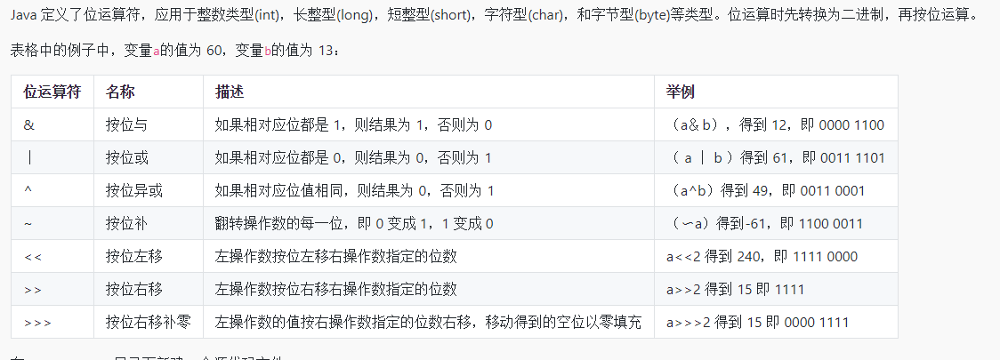 Java 定义了位运算符，应用于整数类型(int)，长整型(long)，短整型(short)，字符型(char)，和字节型(byte)等类型。位运算时先转换为二进制，再按位运算。
表格中的例子中，变量a的值为 60，变量b的值为 13：
位运算符 名称 描述 举例
& 按位与 如果相对应位都是 1，则结果为 1，否则为 0 （a& b），得到 12，即 0000 1100
｜ 按位或 如果相对应位都是 0，则结果为 0，否则为 1 （ a ｜ b ）得到 61，即 0011 1101
^ 按位异或 如果相对应位值相同，则结果为 0，否则为 1 （a^b）得到 49，即 0011 0001
~ 按位补 翻转操作数的每一位，即 0 变成 1，1 变成 0 （〜a）得到-61，即 1100 0011
<< 按位左移 左操作数按位左移右操作数指定的位数 a<<2 得到 240，即 1111 0000
>> 按位右移 左操作数按位右移右操作数指定的位数 a>>2 得到 15 即 1111
>>> 按位右移补零 左操作数的值按右操作数指定的位数右移，移动得到的空位以零填充 a>>>2 得到 15 即 0000 1111